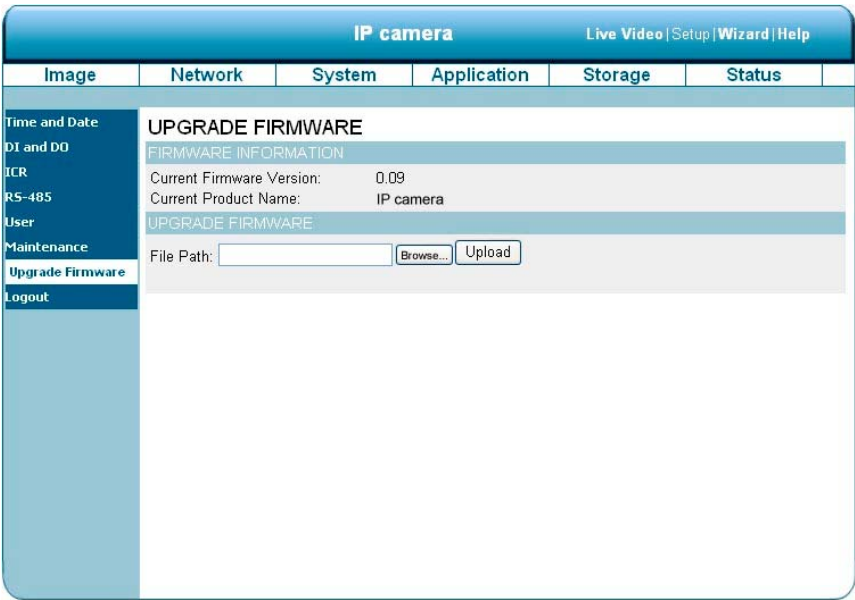 IP camera
Live Video|Setup|Wizard|Help
Image Network System Application Storage Status
Time and Date
DI and DO
ICR
RS-485
User
Maintenance
Upgrade Firmware
Logout
UPGRADE FIRMWARE
FIRMWARE INFORMATION
Current Firmware Version: 0.09
Current Product Name: IP camera
UPGRADE FIRMWARE
File Path: Browse... Upload